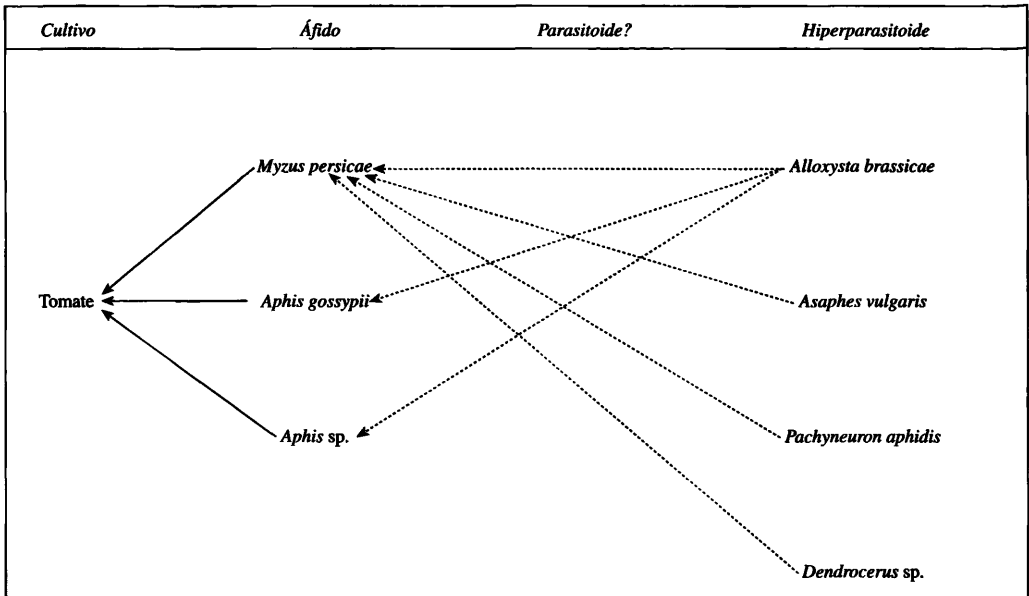 Cultivo Áfido Parasitoide? Hiperparasitoide
Myzus persicae Alloxysta brassicae
Tomate Aphis gossypii Asaphes vulgaris
Aphis sp. Pachyneuron aphidis
Dendrocerus sp.